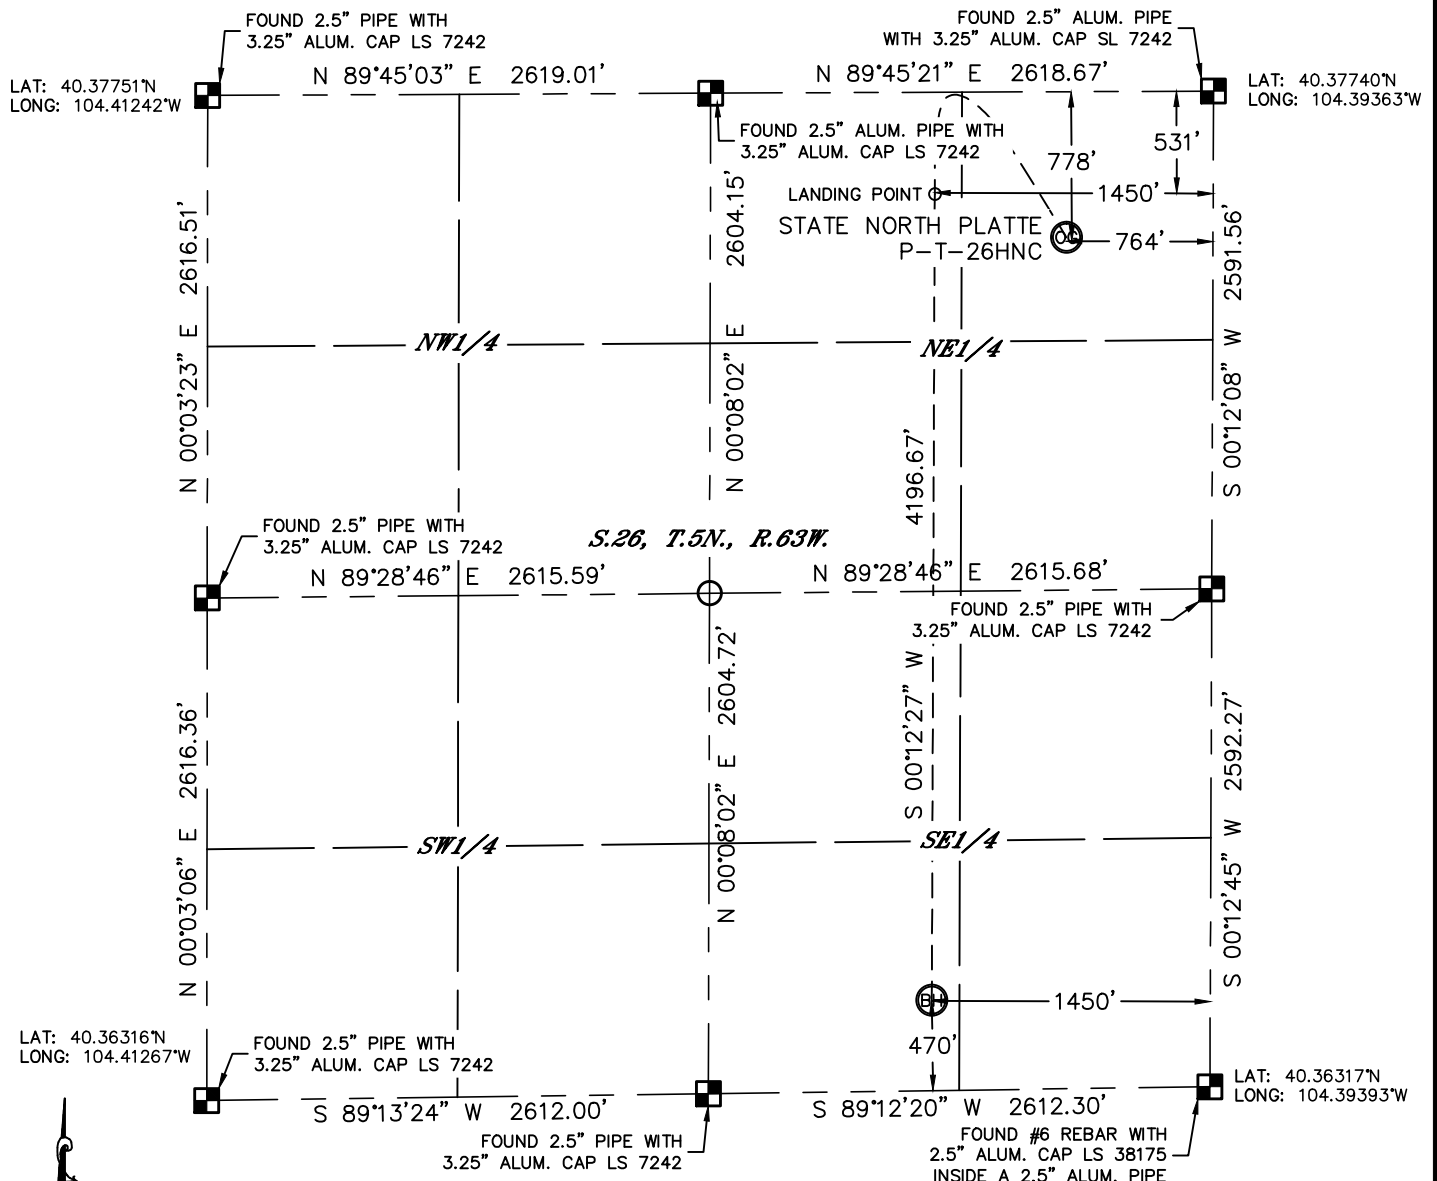 FOUND 2.5" PIPE WITH
3.25" ALUM. CAP LS 7242
FOUND 2.5" ALUM. PIPE
WITH 3.25" ALUM. CAP SL 7242
LAT: 40.37751°N
LONG: 104.41242°W
N 89°45'03" E 2619.01'
N 89°45'21" E 2618.67'
LAT: 40.37740°N
LONG: 104.39363°W
FOUND 2.5" ALUM. PIPE WITH
3.25" ALUM. CAP LS 7242
778'
531'
LANDING POINT
1450'
STATE NORTH PLATTE
P-T-26HNC
OG
764'
N 00°03'23" E 2616.51'
N 00°08'02" E 2604.15'
S 00°12'08" W 2591.56'
NW1/4
NE1/4
4196.67'
FOUND 2.5" PIPE WITH
3.25" ALUM. CAP LS 7242
S.26, T.5N., R.63W.
N 89°28'46" E 2615.59'
N 89°28'46" E 2615.68'
FOUND 2.5" PIPE WITH
3.25" ALUM. CAP LS 7242
N 00°03'06" E 2616.36'
N 00°08'02" E 2604.72'
S 00°12'27" W
S 00°12'45" W 2592.27'
SW1/4
SE1/4
BH
1450'
470'
LAT: 40.36316°N
LONG: 104.41267°W
FOUND 2.5" PIPE WITH
3.25" ALUM. CAP LS 7242
S 89°13'24" W 2612.00'
S 89°12'20" W 2612.30'
LAT: 40.36317°N
LONG: 104.39393°W
FOUND 2.5" PIPE WITH
3.25" ALUM. CAP LS 7242
FOUND #6 REBAR WITH
2.5" ALUM. CAP LS 38175
INSIDE A 2.5" ALUM. PIPE